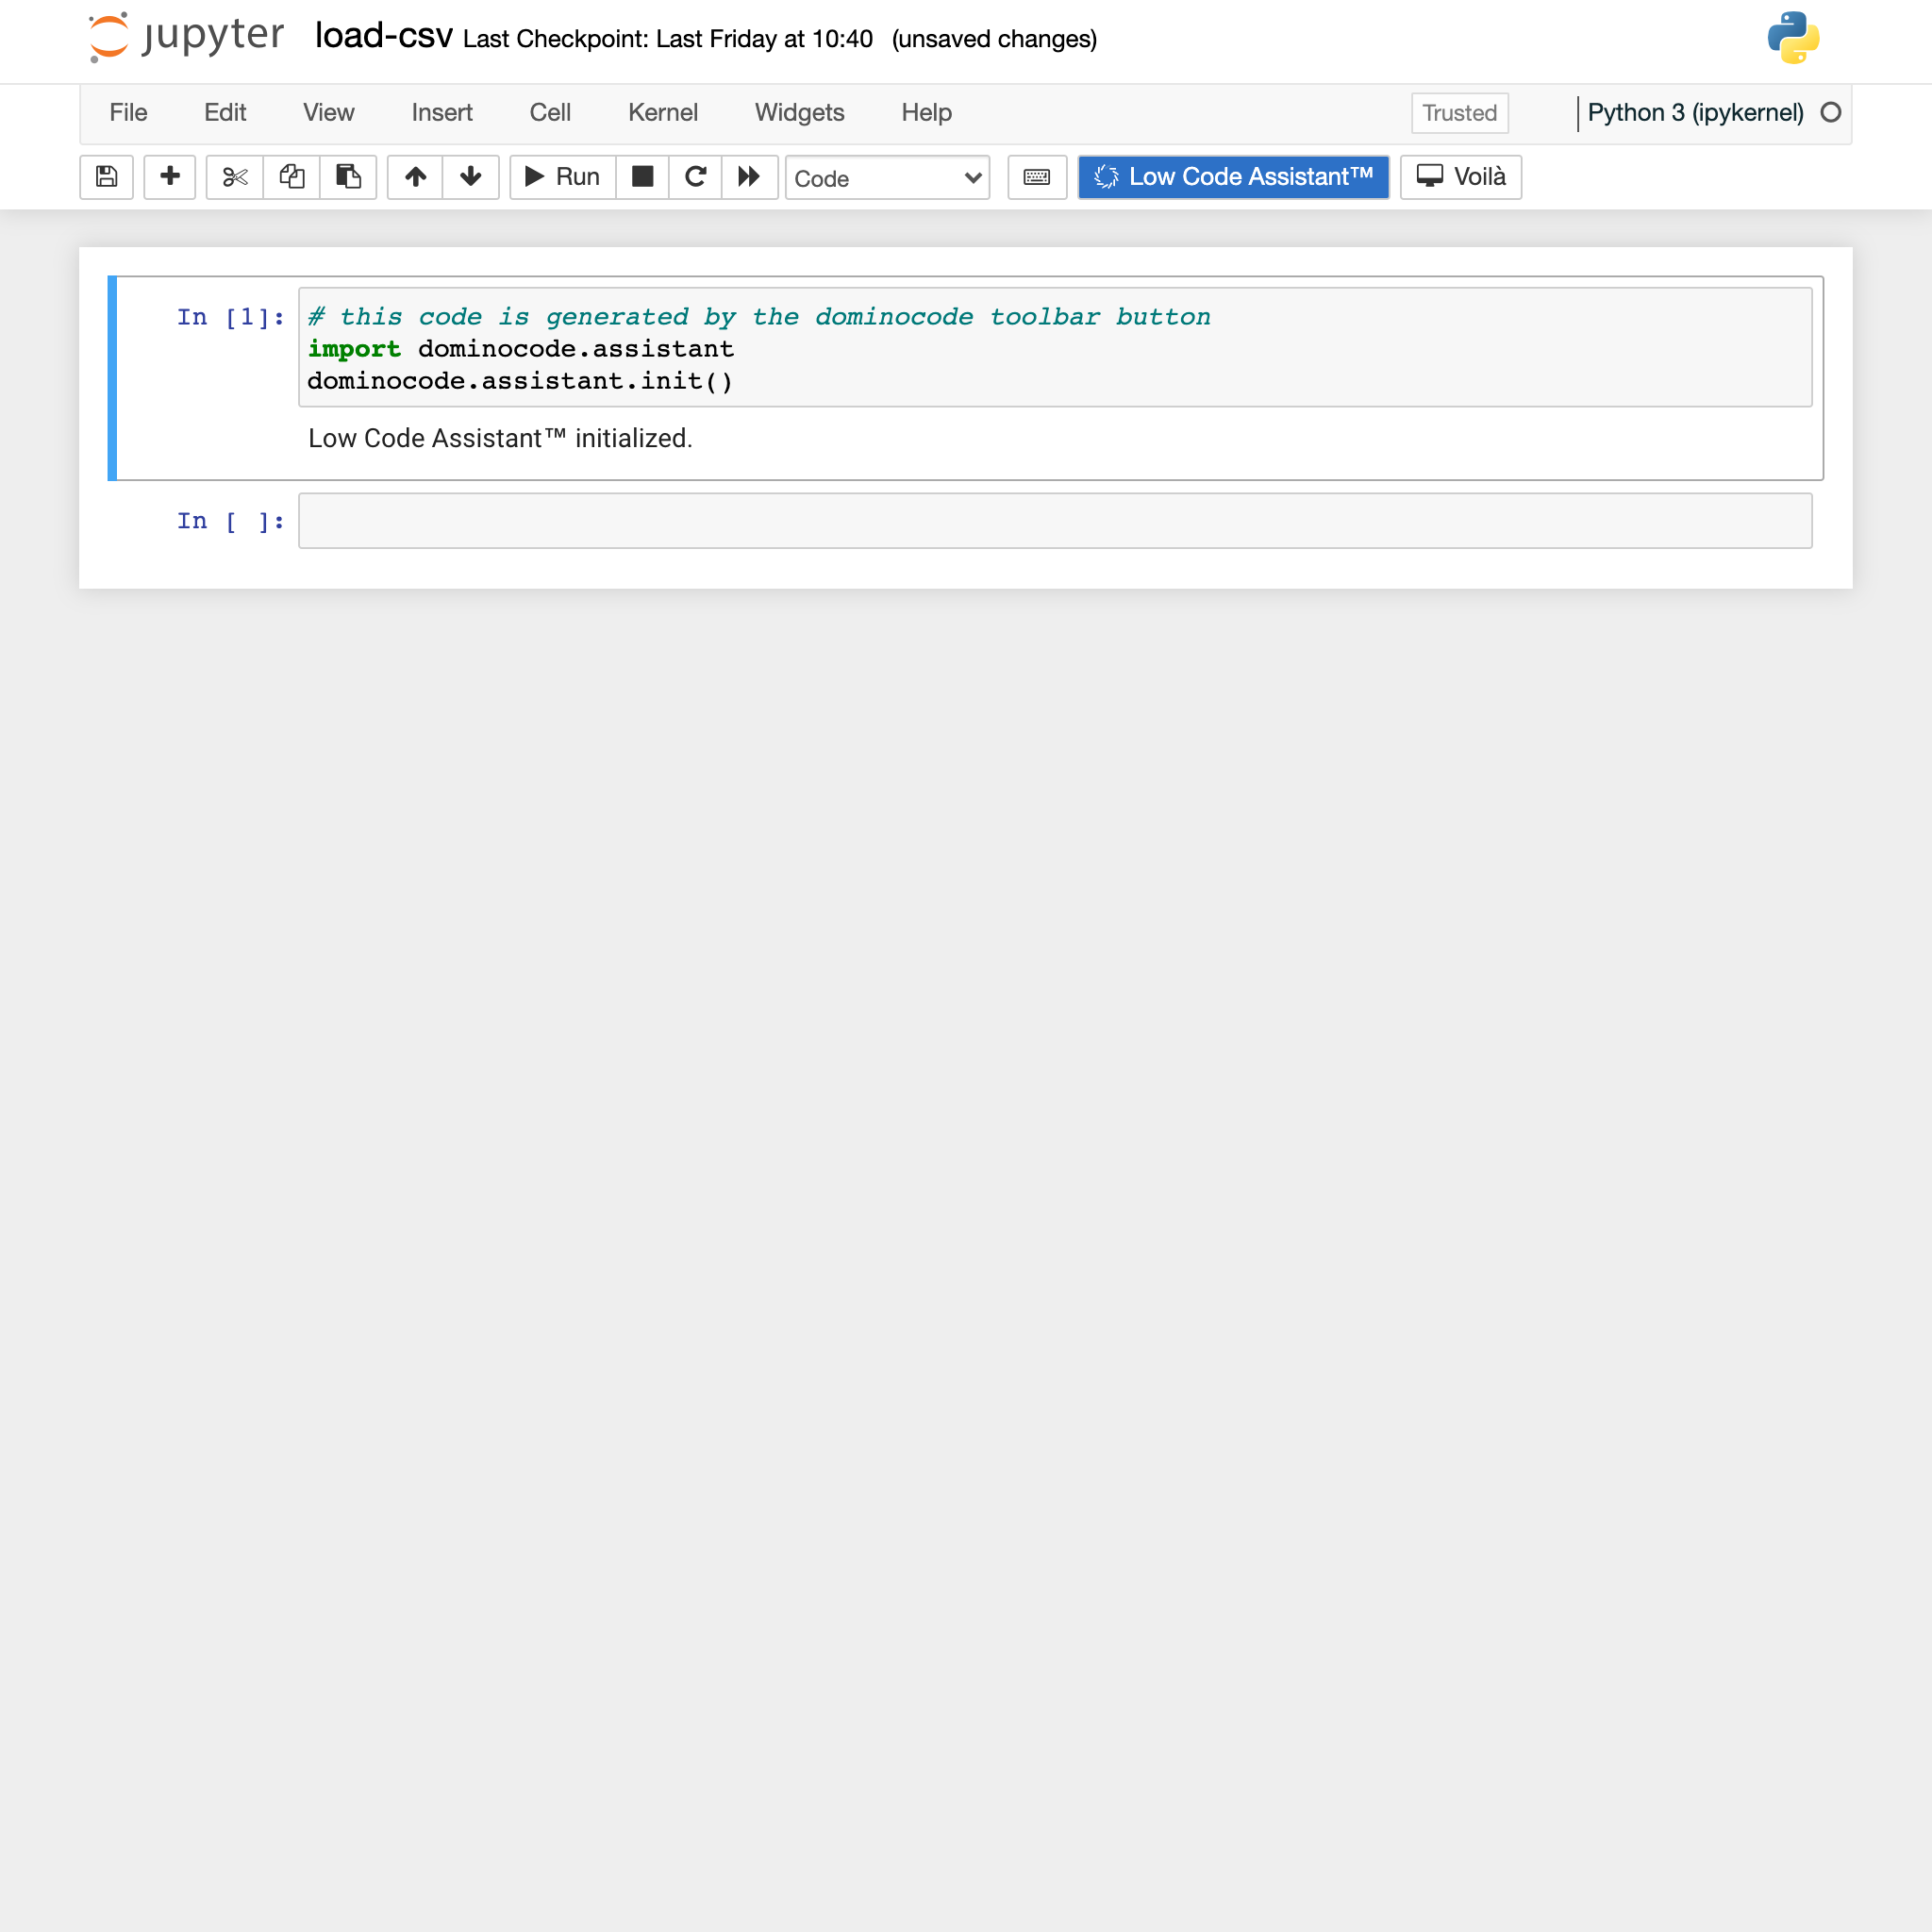 jupyter load-csv Last Checkpoint: Last Friday at 10:40 (unsaved changes)
File Edit View Insert Cell Kernel Widgets Help Trusted Python 3 (ipykernel)
Run Code Low Code Assistant™ Voilà
In [1]: # this code is generated by the dominocode toolbar button
import dominocode.assistant
dominocode.assistant.init()
Low Code Assistant™ initialized.
In [ ]: